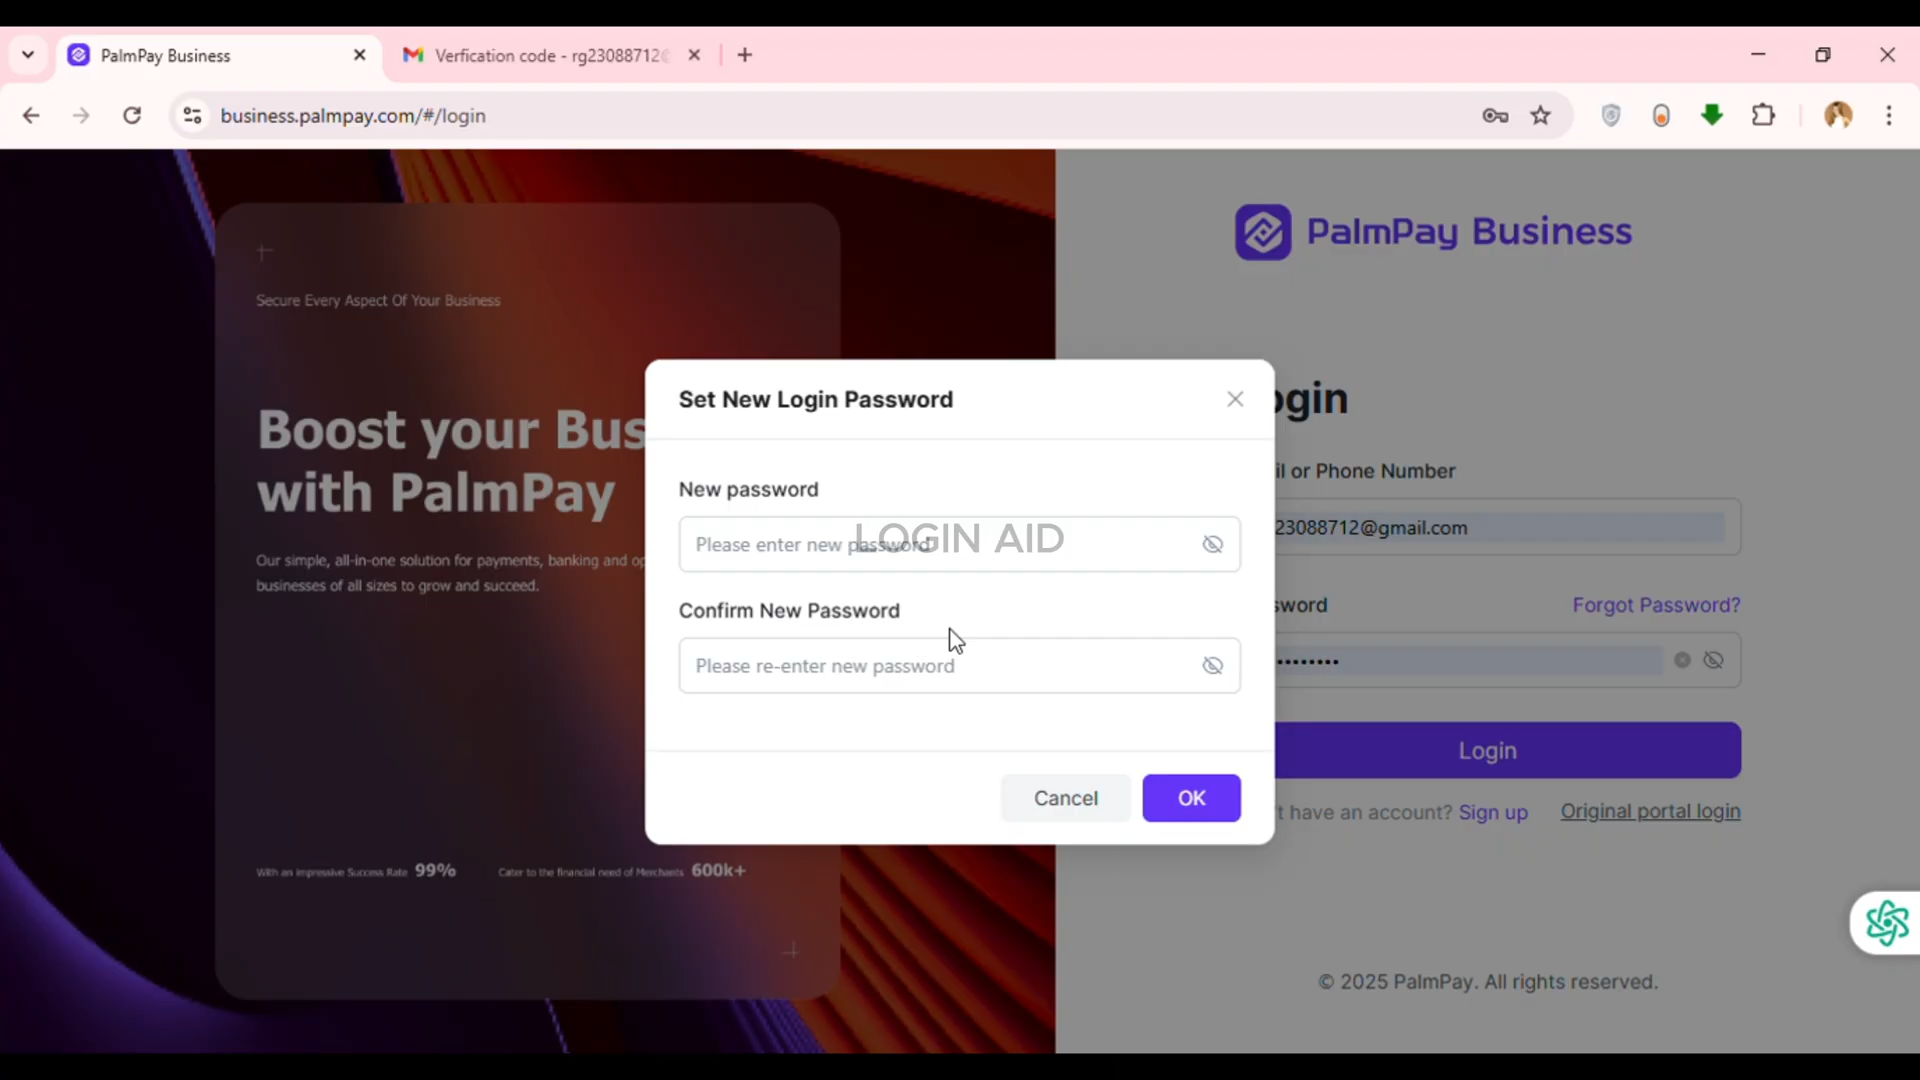 PalmPay Business
Verfication code - rg23088712@
business.palmpay.com/#/login
Secure Every Aspect Of Your Business
Boost your Bus
with PalmPay
Our simple, all-in-one solution for payments, banking and op
businesses of all sizes to grow and succeed.
With an impressive Success Rate 99%
Cater to the financial need of Merchants 600k+
Set New Login Password
New password
Please enter new password
LOGIN AID
Confirm New Password
Please re-enter new password
Cancel
OK
PalmPay Business
ogin
il or Phone Number
23088712@gmail.com
sword
Forgot Password?
••••••••
Login
't have an account? Sign up
Original portal login
© 2025 PalmPay. All rights reserved.